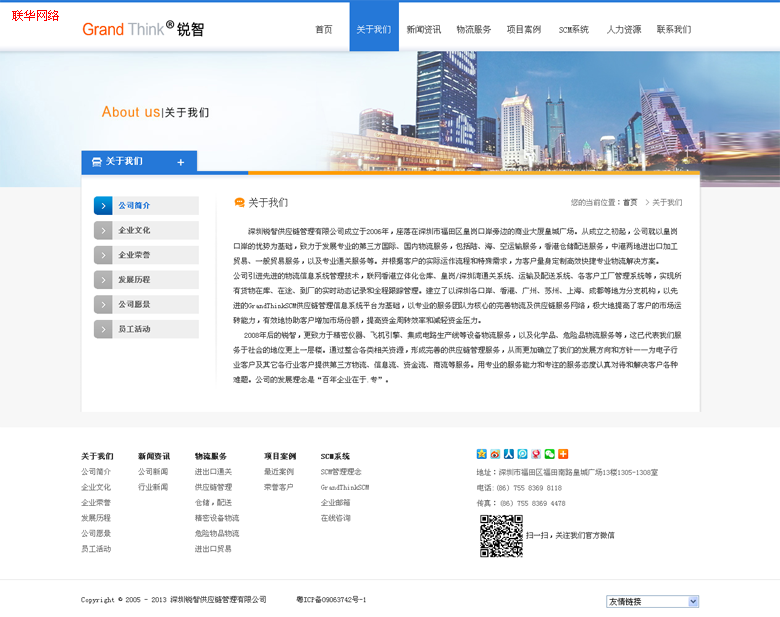 联华网络
Grand Think® 锐智
首页 关于我们 新闻资讯 物流服务 项目案例 SCM系统 人力资源 联系我们
About us|关于我们
关于我们 +
公司简介
企业文化
企业荣誉
发展历程
公司愿景
员工活动
关于我们
您的当前位置：首页 > 关于我们
深圳锐智供应链管理有限公司成立于2006年，座落在深圳市福田区皇岗口岸旁边的商业大厦皇城广场。从成立之初起，公司就以皇岗
口岸的优势为基础，致力于发展专业的第三方国际、国内物流服务，包括陆、海、空运输服务，香港仓储配送服务，中港两地进出口加工
贸易、一般贸易服务，以及专业通关服务等。并根据客户的实际运作流程和特殊需求，为客户量身定制高效快捷专业物流解决方案。
公司引进先进的物流信息系统管理技术，联网香港立体化仓库、皇岗/深圳湾通关系统、运输及配送系统、各客户工厂管理系统等，实现所
有货物在库、在途、到厂的实时动态记录和全程跟踪管理。建立了以深圳各口岸、香港、广州、苏州、上海、成都等地为分支机构，以先
进的GrandThinkSCM供应链管理信息系统平台为基础，以专业的服务团队为核心的完善物流及供应链服务网络，极大地提高了客户的市场运
转能力，有效地协助客户增加市场份额，提高资金周转效率和减轻资金压力。
2008年后的锐智，更致力于精密仪器、飞机引擎、集成电路生产线等设备物流服务，以及化学品、危险品物流服务等，这已代表我们服
务于社会的地位更上一层楼。通过整合各类相关资源，形成完善的供应链管理服务，从而更加确立了我们的发展方向和方针——为电子行
业客户及其它各行业客户提供第三方物流、信息流、资金流、商流等服务。用专业的服务能力和专注的服务态度认真对待和解决客户各种
难题。公司的发展理念是“百年企业在于.专”。
关于我们 新闻资讯 物流服务 项目案例 SCM系统
公司简介 公司新闻 进出口通关 最近案例 SCM管理理念
企业文化 行业新闻 供应链管理 荣誉客户 GrandThinkSCM
企业荣誉 仓储，配送 企业邮箱
发展历程 精密设备物流 在线咨询
公司愿景 危险物品物流
员工活动 进出口贸易
地址：深圳市福田区福田南路皇城广场13楼1305-1308室
电话：(86) 755 8369 8118
传真：(86) 755 8369 4478
扫一扫，关注我们官方微信
Copyright © 2005 - 2013 深圳锐智供应链管理有限公司 粤ICP备09063742号-1
友情链接